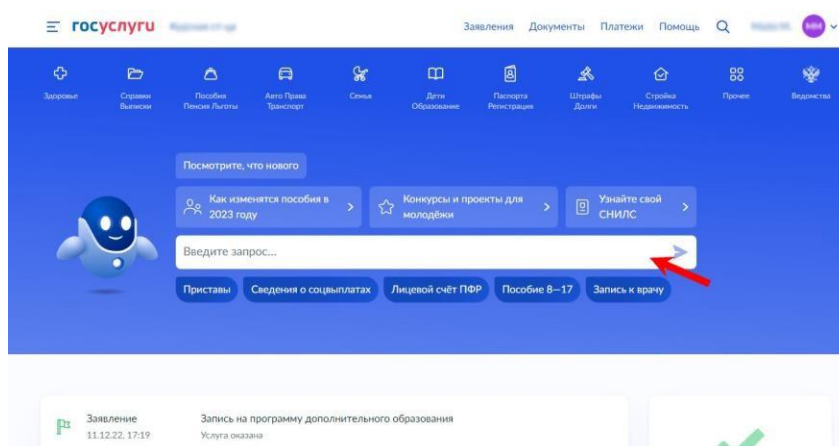 госуслуги
Заявления Документы Платежи Помощь
Здоровье
Справки
Выписки
Пособия
Пенсия Льготы
Авто Права
Транспорт
Семья
Дети
Образование
Паспорта
Регистрация
Штрафы
Долги
Стройка
Недвижимость
Прочее
Ведомства
Посмотрите, что нового
Как изменятся пособия в
2023 году
Конкурсы и проекты для
молодёжи
Узнайте свой
СНИЛС
Введите запрос...
Приставы Сведения о соцвыплатах Лицевой счёт ПФР Пособие 8—17 Запись к врачу
Заявление
11.12.22, 17:19
Запись на программу дополнительного образования
Услуга оказана